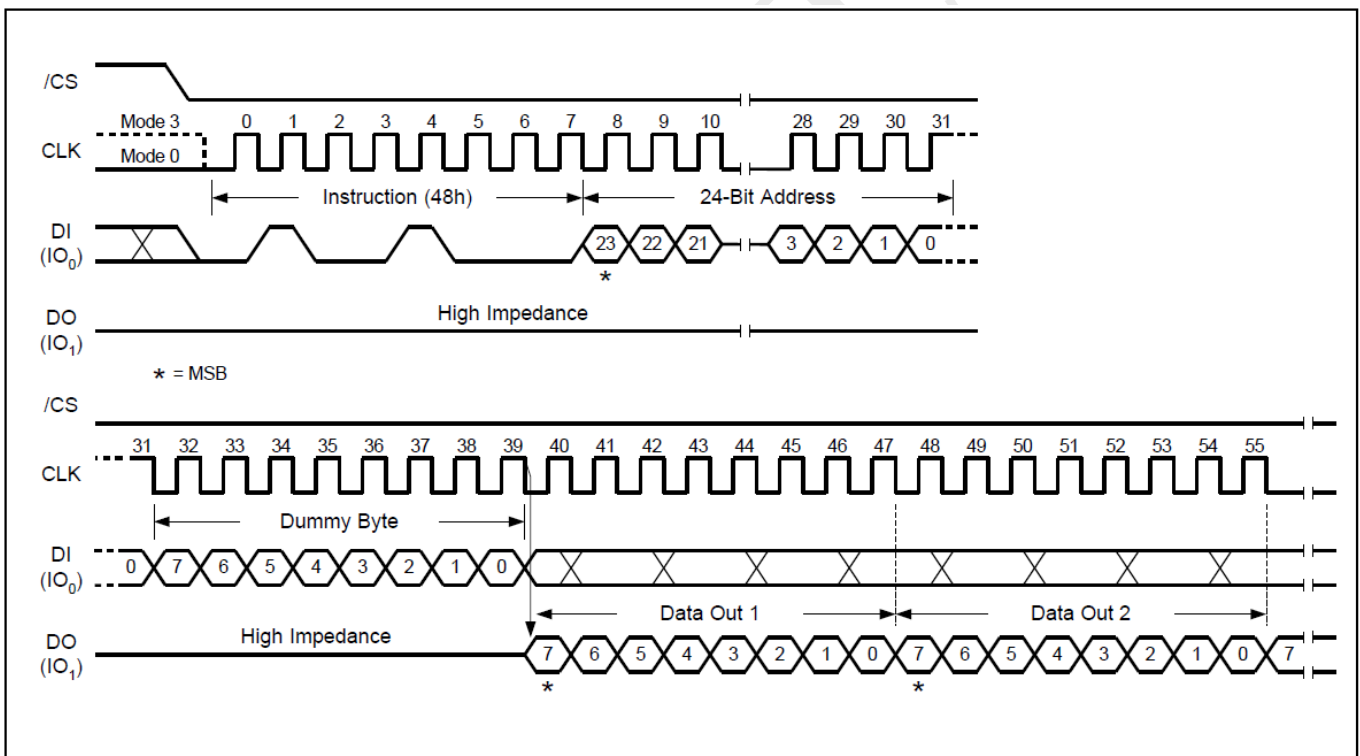 /CS
Mode 3 0 1 2 3 4 5 6 7 8 9 10 28 29 30 31
CLK
Mode 0
Instruction (48h) 24-Bit Address
DI
(IO0) 23 22 21 3 2 1 0
*
High Impedance
DO
(IO1)
* = MSB
/CS
31 32 33 34 35 36 37 38 39 40 41 42 43 44 45 46 47 48 49 50 51 52 53 54 55
CLK
Dummy Byte
DI
(IO0) 0 7 6 5 4 3 2 1 0
Data Out 1 Data Out 2
DO High Impedance
(IO1) 7 6 5 4 3 2 1 0 7 6 5 4 3 2 1 0 7
* *